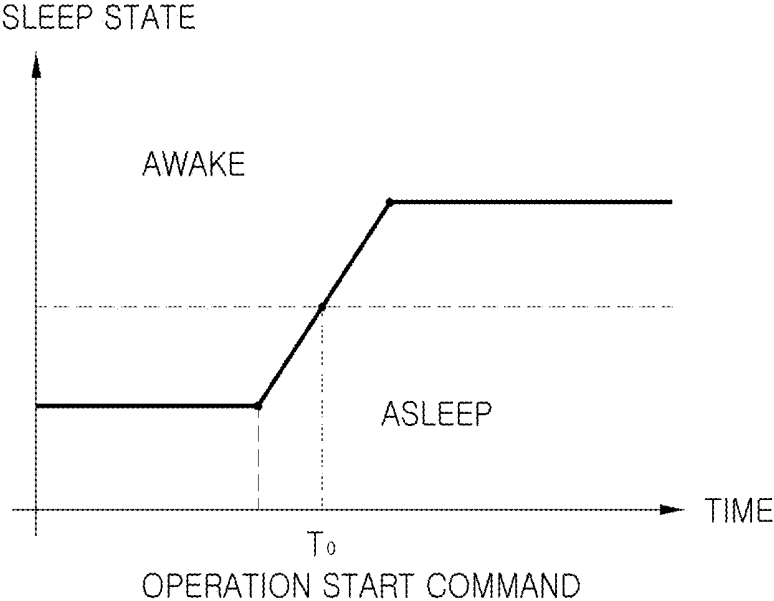 SLEEP STATE
AWAKE
ASLEEP
TIME
T₀
OPERATION START COMMAND